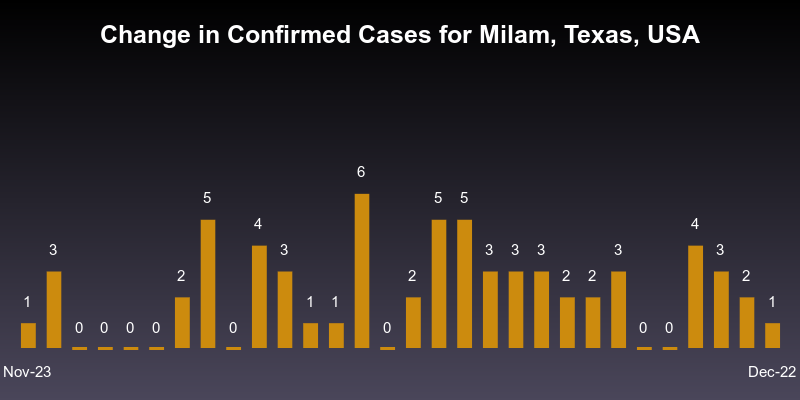 Change in Confirmed Cases for Milam, Texas, USA
1 3 0 0 0 0 2 5 0 4 3 1 1 6 0 2 5 5 3 3 3 2 2 3 0 0 4 3 2 1
Nov-23 Dec-22